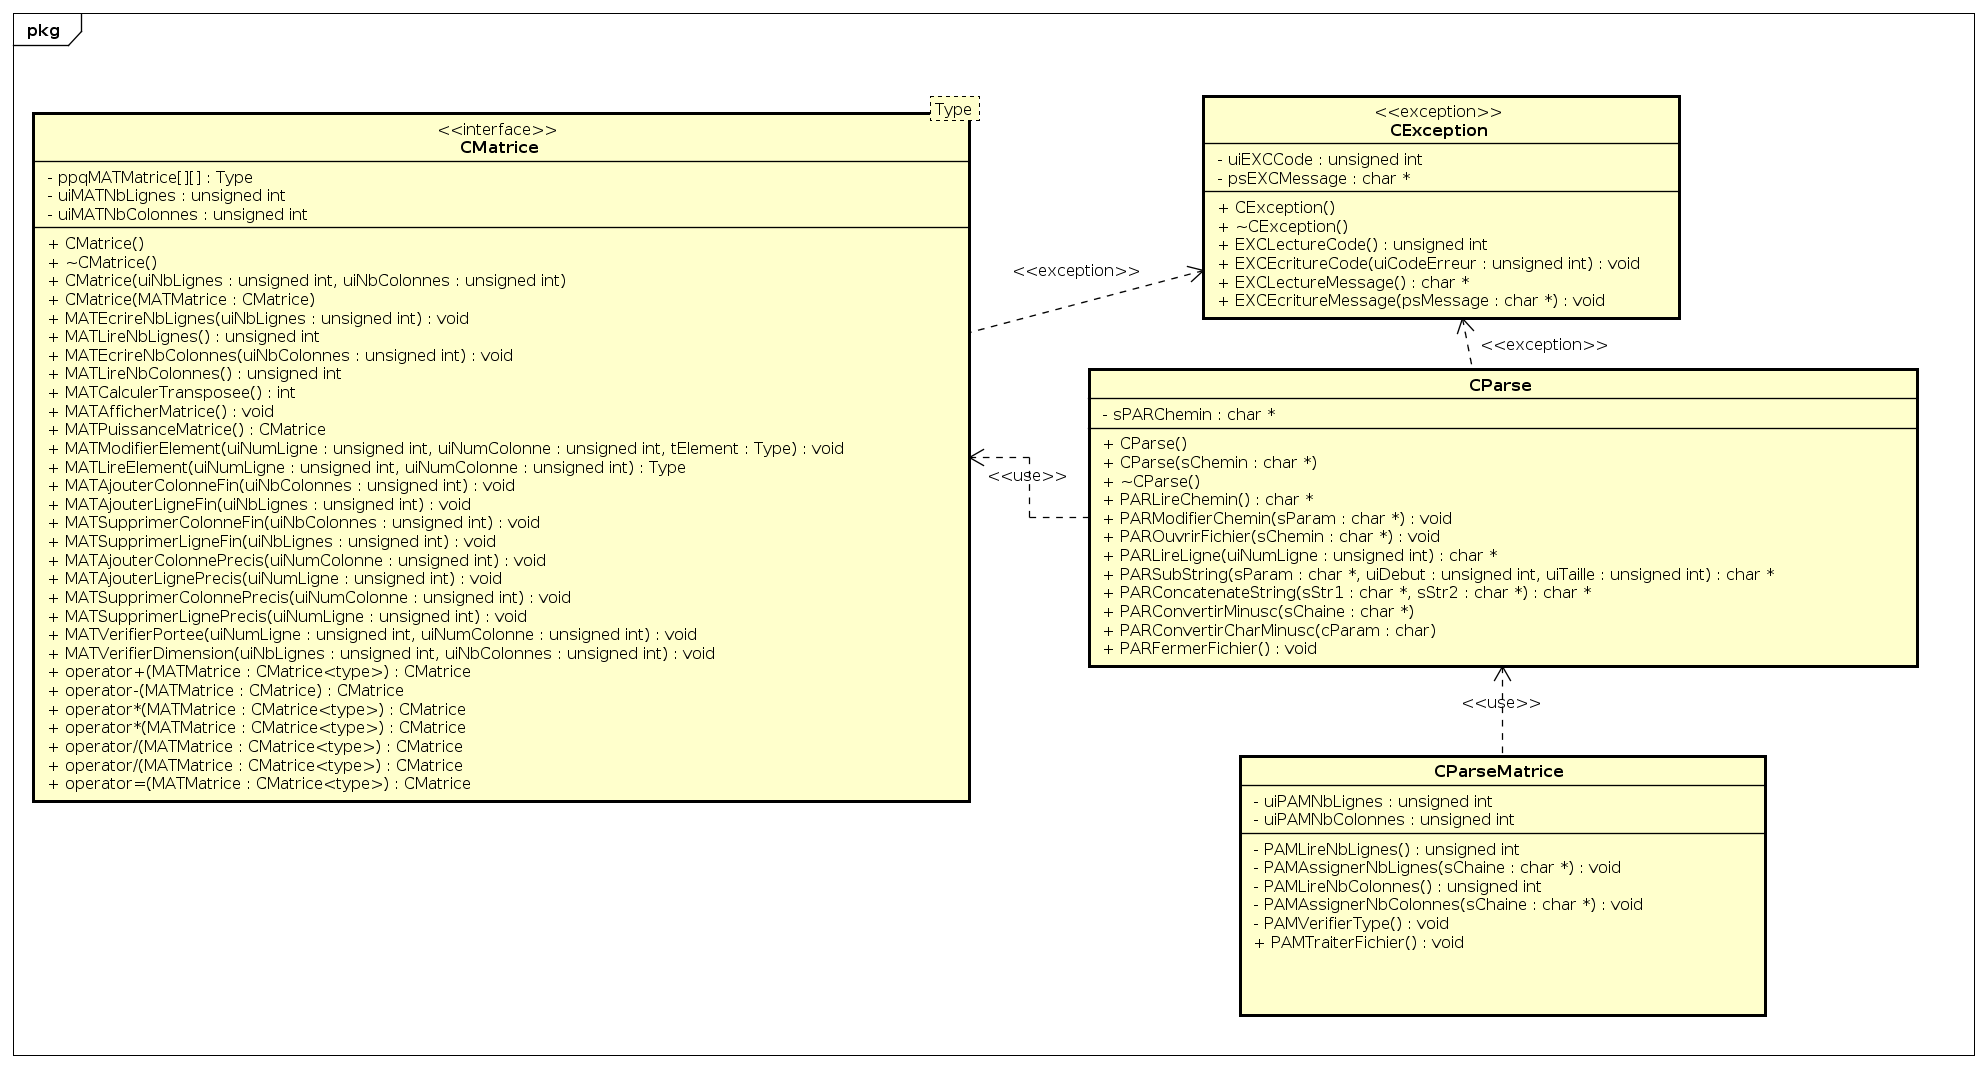 pkg
Type
<<interface>>
CMatrice
- ppqMATMatrice[][] : Type
- uiMATNbLignes : unsigned int
- uiMATNbColonnes : unsigned int
+ CMatrice()
+ ~CMatrice()
+ CMatrice(uiNbLignes : unsigned int, uiNbColonnes : unsigned int)
+ CMatrice(MATMatrice : CMatrice)
+ MATEcrireNbLignes(uiNbLignes : unsigned int) : void
+ MATLireNbLignes() : unsigned int
+ MATEcrireNbColonnes(uiNbColonnes : unsigned int) : void
+ MATLireNbColonnes() : unsigned int
+ MATCalculerTransposee() : int
+ MATAfficherMatrice() : void
+ MATPuissanceMatrice() : CMatrice
+ MATModifierElement(uiNumLigne : unsigned int, uiNumColonne : unsigned int, tElement : Type) : void
+ MATLireElement(uiNumLigne : unsigned int, uiNumColonne : unsigned int) : Type
+ MATAjouterColonneFin(uiNbColonnes : unsigned int) : void
+ MATAjouterLigneFin(uiNbLignes : unsigned int) : void
+ MATSupprimerColonneFin(uiNbColonnes : unsigned int) : void
+ MATSupprimerLigneFin(uiNbLignes : unsigned int) : void
+ MATAjouterColonnePrecis(uiNumColonne : unsigned int) : void
+ MATAjouterLignePrecis(uiNumLigne : unsigned int) : void
+ MATSupprimerColonnePrecis(uiNumColonne : unsigned int) : void
+ MATSupprimerLignePrecis(uiNumLigne : unsigned int) : void
+ MATVerifierPortee(uiNumLigne : unsigned int, uiNumColonne : unsigned int) : void
+ MATVerifierDimension(uiNbLignes : unsigned int, uiNbColonnes : unsigned int) : void
+ operator+(MATMatrice : CMatrice<type>) : CMatrice
+ operator-(MATMatrice : CMatrice) : CMatrice
+ operator*(MATMatrice : CMatrice<type>) : CMatrice
+ operator*(MATMatrice : CMatrice<type>) : CMatrice
+ operator/(MATMatrice : CMatrice<type>) : CMatrice
+ operator/(MATMatrice : CMatrice<type>) : CMatrice
+ operator=(MATMatrice : CMatrice<type>) : CMatrice
<<exception>>
<<exception>>
CException
- uiEXCCode : unsigned int
- psEXCMessage : char *
+ CException()
+ ~CException()
+ EXCLectureCode() : unsigned int
+ EXCEcritureCode(uiCodeErreur : unsigned int) : void
+ EXCLectureMessage() : char *
+ EXCEcritureMessage(psMessage : char *) : void
<<exception>>
<<use>>
CParse
- sPARChemin : char *
+ CParse()
+ CParse(sChemin : char *)
+ ~CParse()
+ PARLireChemin() : char *
+ PARModifierChemin(sParam : char *) : void
+ PAROuvrirFichier(sChemin : char *) : void
+ PARLireLigne(uiNumLigne : unsigned int) : char *
+ PARSubString(sParam : char *, uiDebut : unsigned int, uiTaille : unsigned int) : char *
+ PARConcatenateString(sStr1 : char *, sStr2 : char *) : char *
+ PARConvertirMinusc(sChaine : char *)
+ PARConvertirCharMinusc(cParam : char)
+ PARFermerFichier() : void
<<use>>
CParseMatrice
- uiPAMNbLignes : unsigned int
- uiPAMNbColonnes : unsigned int
- PAMLireNbLignes() : unsigned int
- PAMAssignerNbLignes(sChaine : char *) : void
- PAMLireNbColonnes() : unsigned int
- PAMAssignerNbColonnes(sChaine : char *) : void
- PAMVerifierType() : void
+ PAMTraiterFichier() : void